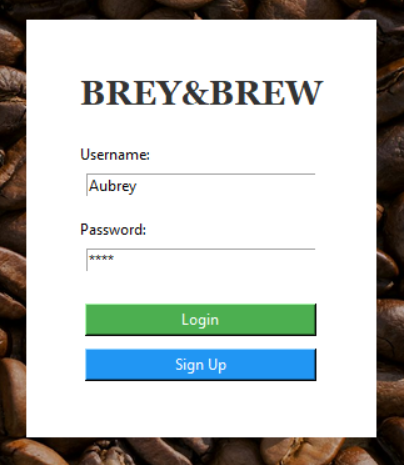 BREY&BREW
Username:
Aubrey
Password:
****
Login
Sign Up